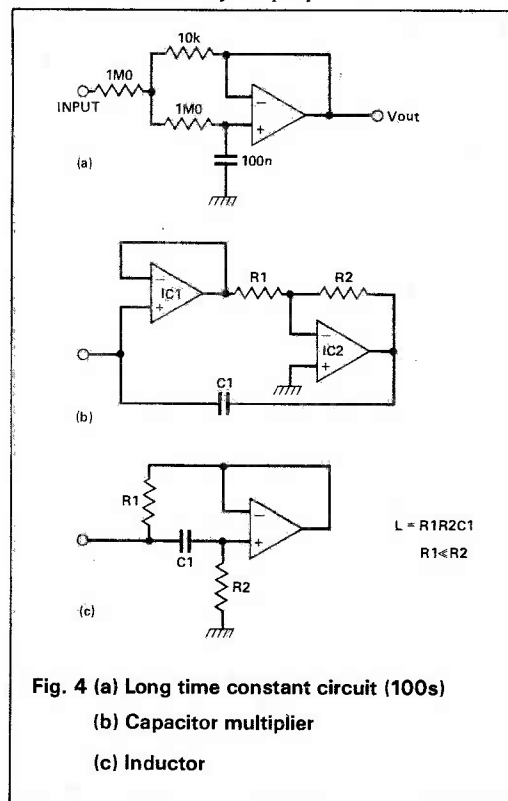 10k
1M0
INPUT
1M0
−
+
Vout
100n
(a)
−
IC1
+
R1
R2
−
IC2
+
C1
(b)
R1
−
+
C1
R2
L = R1R2C1
R1≪R2
(c)
Fig. 4 (a) Long time constant circuit (100s)
(b) Capacitor multiplier
(c) Inductor